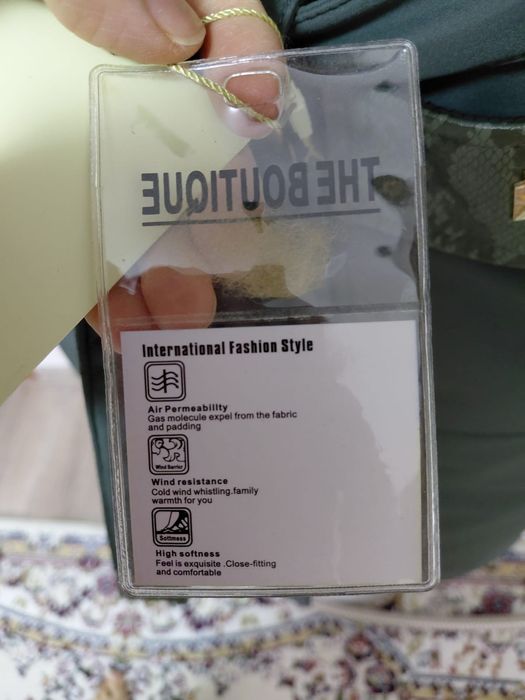 THE BOUTIQUE
International Fashion Style
Air Permeability
Gas molecule expel from the fabric
and padding
Wind Barrier
Wind resistance
Cold wind whistling.family
warmth for you
Softness
High softness
Feel is exquisite .Close-fitting
and comfortable